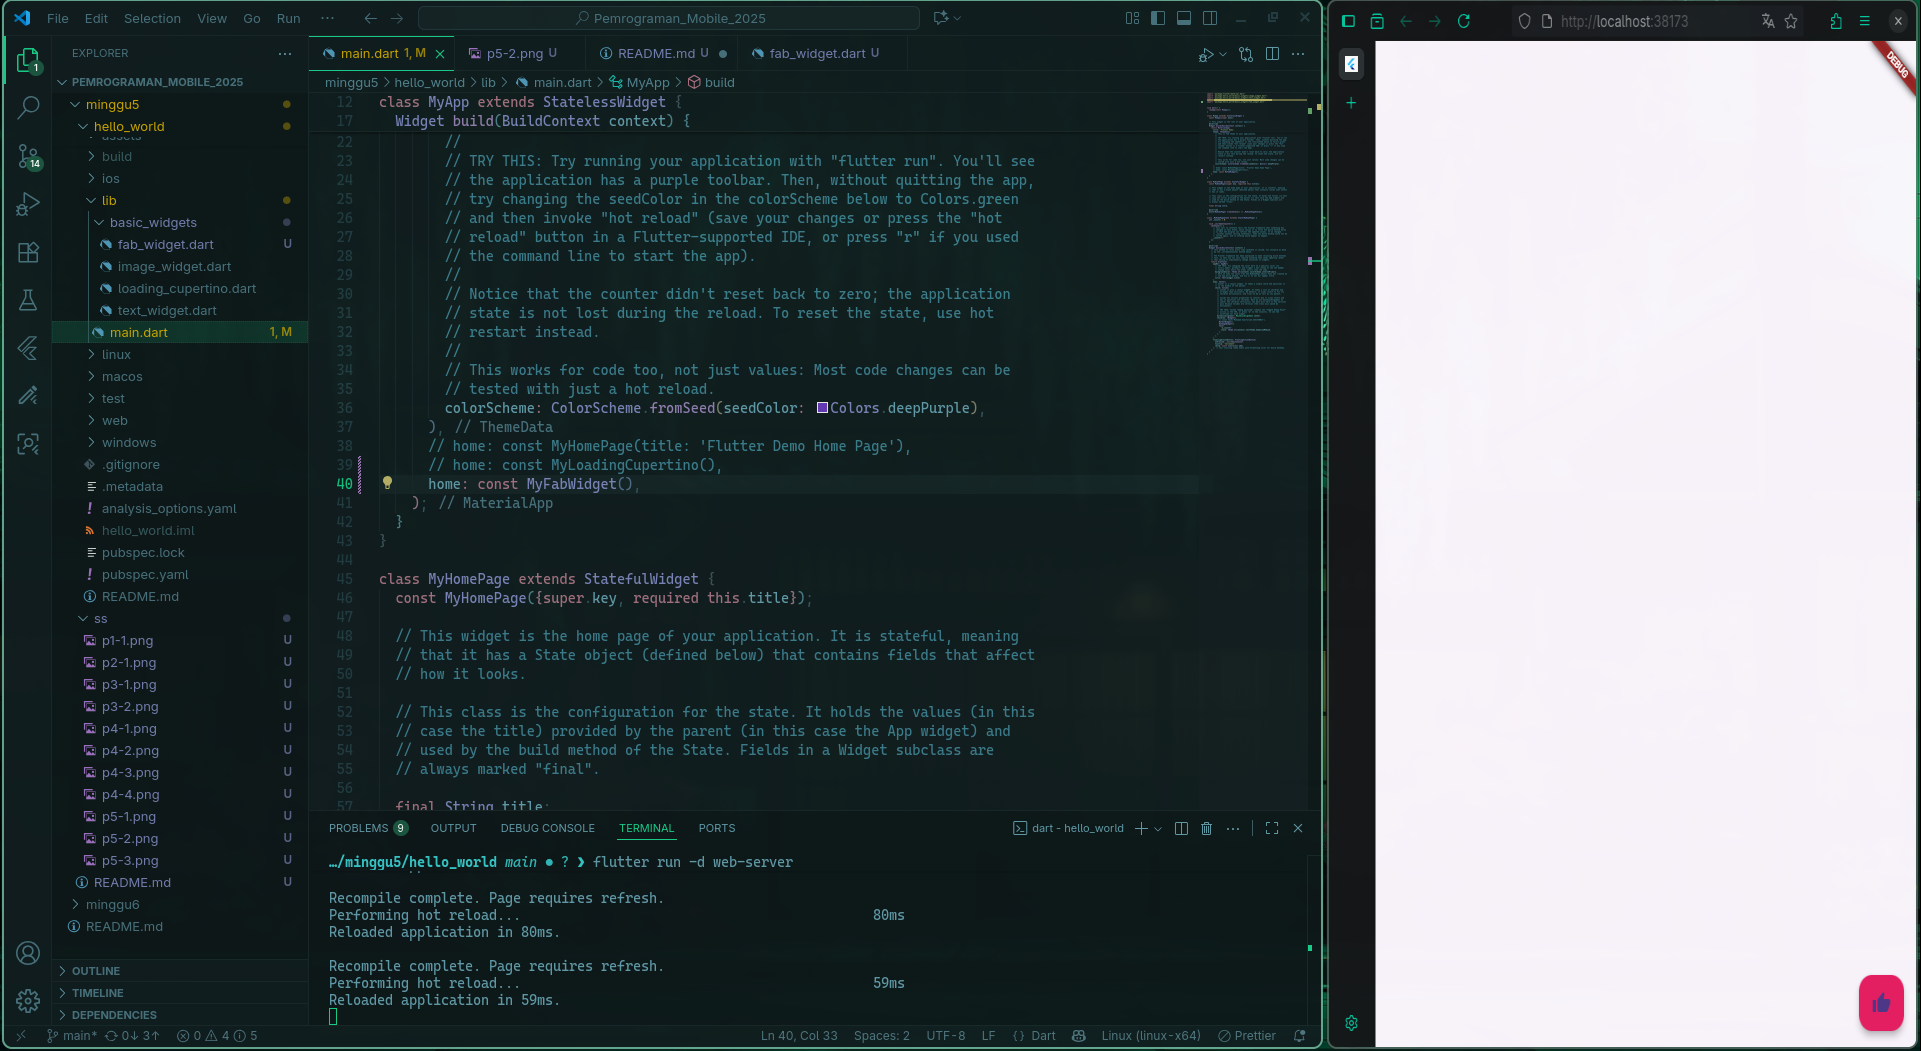 File Edit Selection View Go Run ··· Pemrograman_Mobile_2025
EXPLORER ···
PEMROGRAMAN_MOBILE_2025
minggu5
hello_world
assets
build
ios
lib
basic_widgets
fab_widget.dart U
image_widget.dart
loading_cupertino.dart
text_widget.dart
main.dart 1, M
linux
macos
test
web
windows
.gitignore
.metadata
analysis_options.yaml
hello_world.iml
pubspec.lock
pubspec.yaml
README.md
ss
p1-1.png U
p2-1.png U
p3-1.png U
p3-2.png U
p4-1.png U
p4-2.png U
p4-3.png U
p4-4.png U
p5-1.png U
p5-2.png U
p5-3.png U
README.md U
minggu6
README.md
OUTLINE
TIMELINE
DEPENDENCIES
1
14
main.dart 1, M p5-2.png U README.md U fab_widget.dart U
minggu5 > hello_world > lib > main.dart > MyApp > build
12 class MyApp extends StatelessWidget {
17 Widget build(BuildContext context) {
22 //
23 // TRY THIS: Try running your application with "flutter run". You'll see
24 // the application has a purple toolbar. Then, without quitting the app,
25 // try changing the seedColor in the colorScheme below to Colors.green
26 // and then invoke "hot reload" (save your changes or press the "hot
27 // reload" button in a Flutter-supported IDE, or press "r" if you used
28 // the command line to start the app).
29 //
30 // Notice that the counter didn't reset back to zero; the application
31 // state is not lost during the reload. To reset the state, use hot
32 // restart instead.
33 //
34 // This works for code too, not just values: Most code changes can be
35 // tested with just a hot reload.
36 colorScheme: ColorScheme.fromSeed(seedColor: Colors.deepPurple),
37 ), // ThemeData
38 // home: const MyHomePage(title: 'Flutter Demo Home Page'),
39 // home: const MyLoadingCupertino(),
40 home: const MyFabWidget(),
41 ); // MaterialApp
42 }
43 }
44
45 class MyHomePage extends StatefulWidget {
46 const MyHomePage({super.key, required this.title});
47
48 // This widget is the home page of your application. It is stateful, meaning
49 // that it has a State object (defined below) that contains fields that affect
50 // how it looks.
51
52 // This class is the configuration for the state. It holds the values (in this
53 // case the title) provided by the parent (in this case the App widget) and
54 // used by the build method of the State. Fields in a Widget subclass are
55 // always marked "final".
56
57 final String title;
PROBLEMS 9 OUTPUT DEBUG CONSOLE TERMINAL PORTS dart - hello_world ···
…/minggu5/hello_world main ● ? ❯ flutter run -d web-server
Recompile complete. Page requires refresh.
Performing hot reload... 80ms
Reloaded application in 80ms.
Recompile complete. Page requires refresh.
Performing hot reload... 59ms
Reloaded application in 59ms.
main* 0↓ 3↑ 0 4 5 Ln 40, Col 33 Spaces: 2 UTF-8 LF {} Dart Linux (linux-x64) Prettier
http://localhost:38173
DEBUG